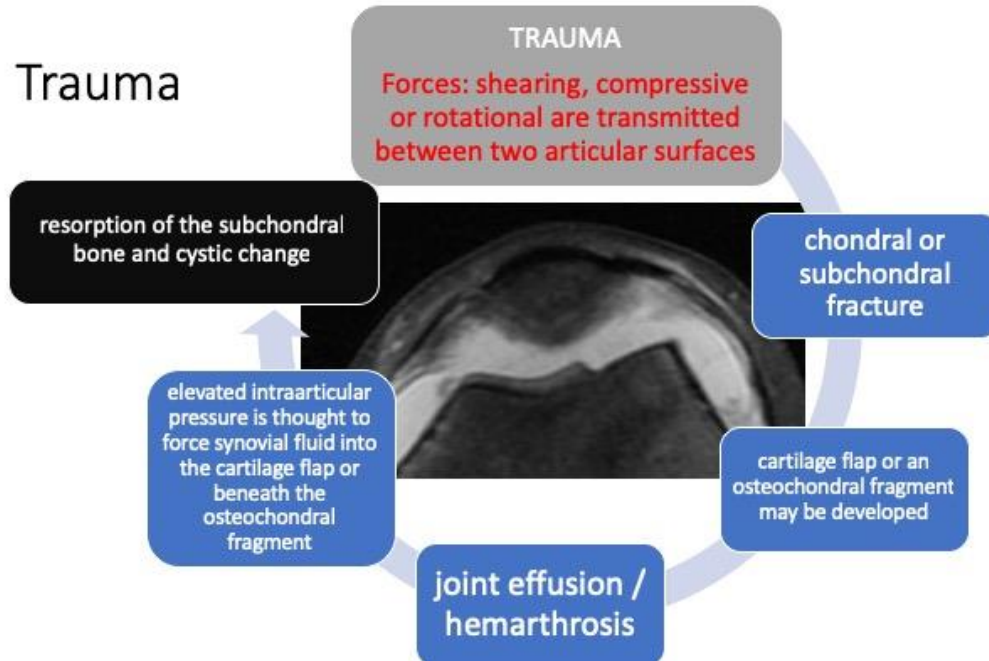 Trauma
TRAUMA
Forces: shearing, compressive
or rotational are transmitted
between two articular surfaces
chondral or
subchondral
fracture
cartilage flap or an
osteochondral fragment
may be developed
joint effusion /
hemarthrosis
elevated intraarticular
pressure is thought to
force synovial fluid into
the cartilage flap or
beneath the
osteochondral
fragment
resorption of the subchondral
bone and cystic change